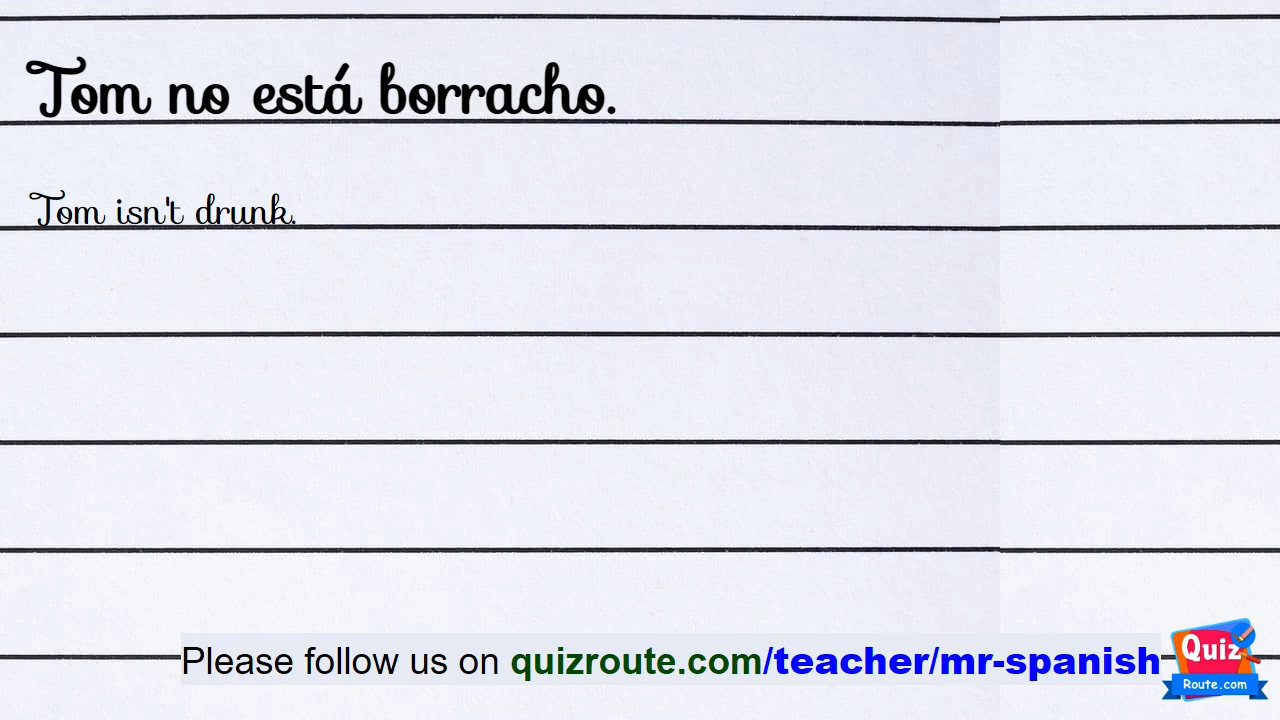 Tom no está borracho.
Tom isn't drunk.
Please follow us on quizroute.com/teacher/mr-spanish
Quiz
Route.com